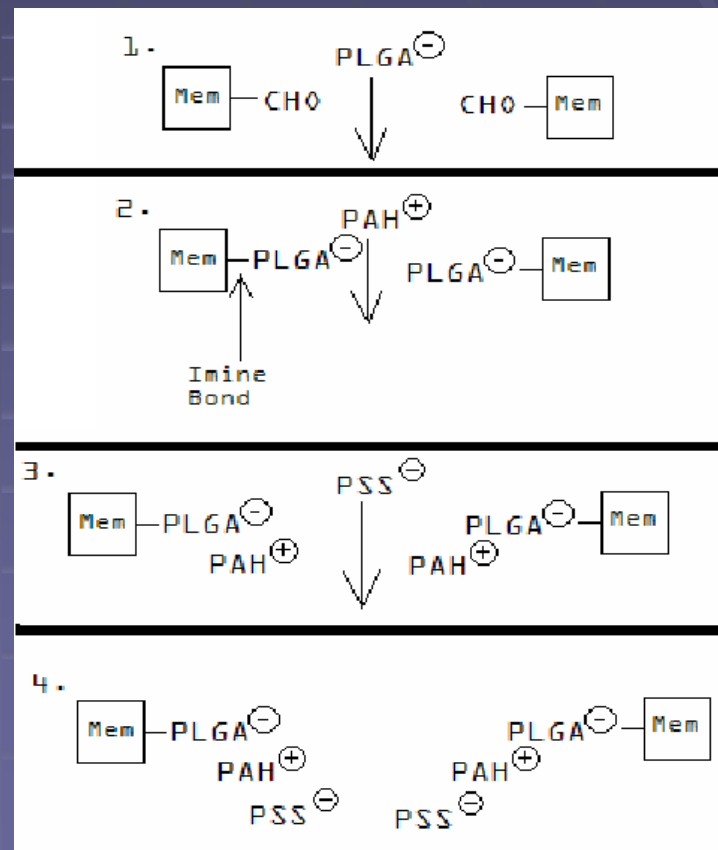 1.
PLGA⊖
Mem CHO CHO Mem
2.
PAH⊕
Mem PLGA⊖ PLGA⊖ Mem
Imine
Bond
3.
PSS⊖
Mem PLGA⊖ PLGA⊖ Mem
PAH⊕ PAH⊕
4.
Mem PLGA⊖ PLGA⊖ Mem
PAH⊕ PAH⊕
PSS⊖ PSS⊖